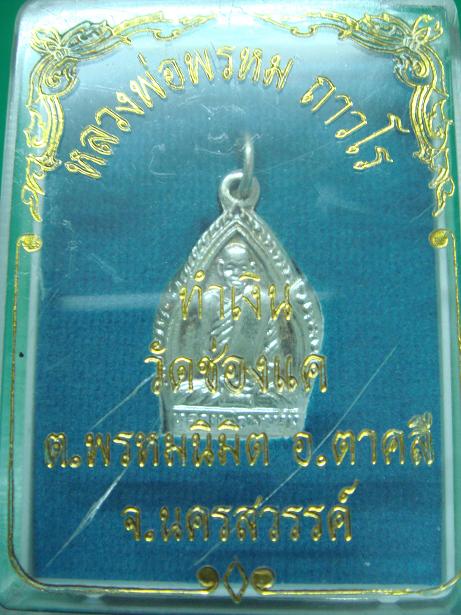 หลวงพ่อพรหม ถาวโร
ทำเงิน
วัดช่องแค
ต.พรหมนิมิต อ.ตาคลี
จ.นครสวรรค์